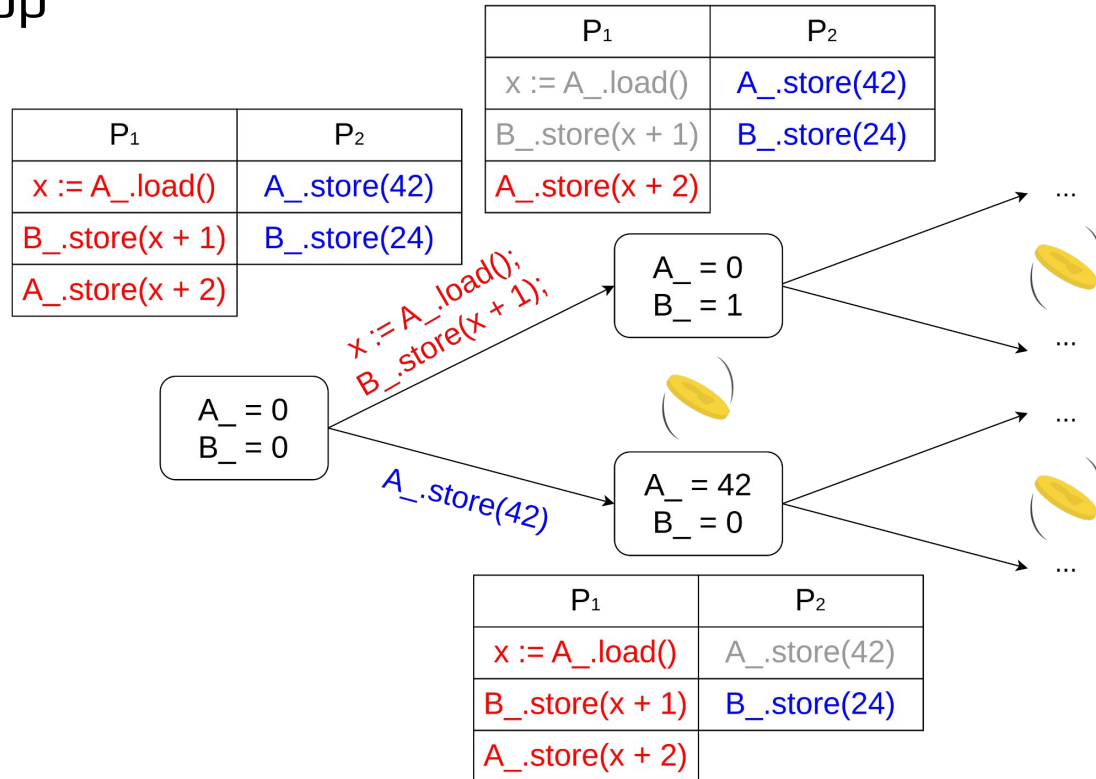 up
P1 P2
x := A_.load() A_.store(42)
B_.store(x + 1) B_.store(24)
A_.store(x + 2)
P1 P2
x := A_.load() A_.store(42)
B_.store(x + 1) B_.store(24)
A_.store(x + 2)
x := A_.load();
B_.store(x + 1);
A_ = 0
B_ = 1
...
...
A_ = 0
B_ = 0
A_.store(42)
A_ = 42
B_ = 0
...
...
P1 P2
x := A_.load() A_.store(42)
B_.store(x + 1) B_.store(24)
A_.store(x + 2)